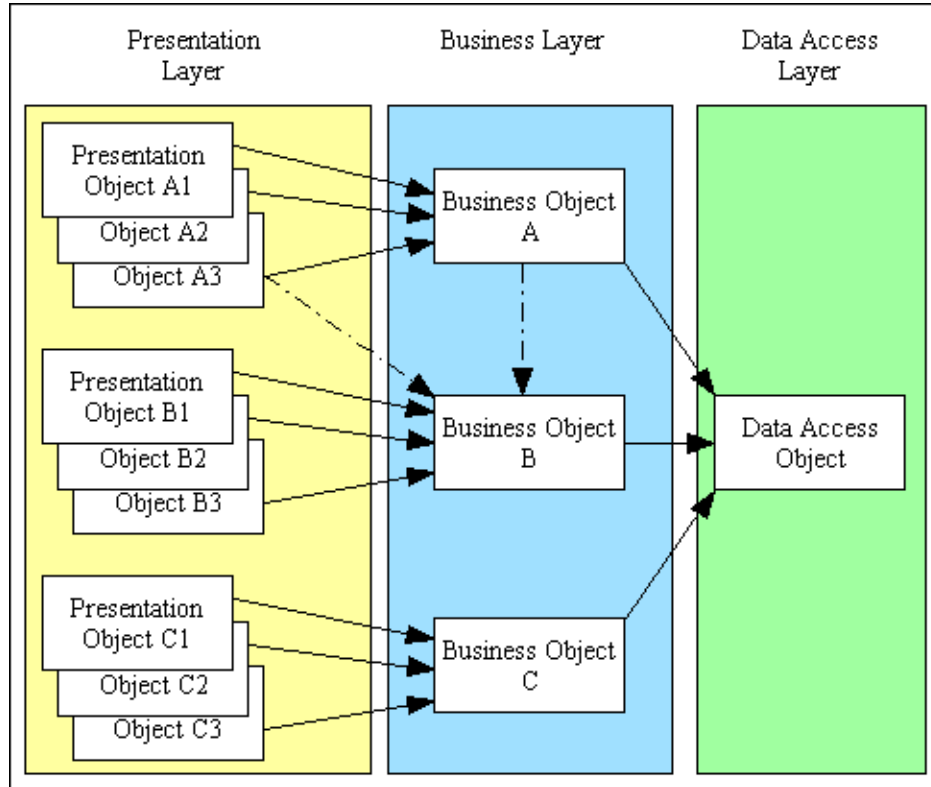 Presentation
Layer
Business Layer
Data Access
Layer
Presentation
Object A1
Object A2
Object A3
Business Object
A
Presentation
Object B1
Object B2
Object B3
Business Object
B
Data Access
Object
Presentation
Object C1
Object C2
Object C3
Business Object
C